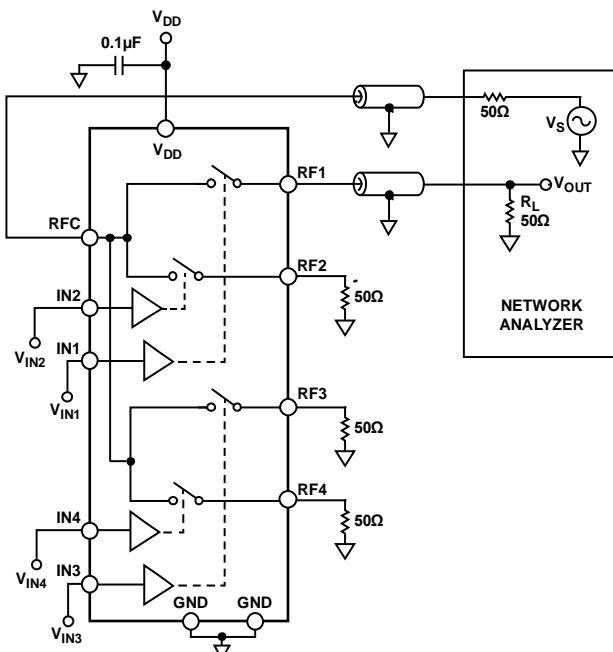 VDD
0.1µF
VDD
50Ω
VS
RF1
VOUT
RFC
RL
50Ω
RF2
IN2
50Ω
NETWORK
ANALYZER
VIN2
IN1
VIN1
RF3
50Ω
RF4
IN4
50Ω
VIN4
IN3
VIN3
GND
GND